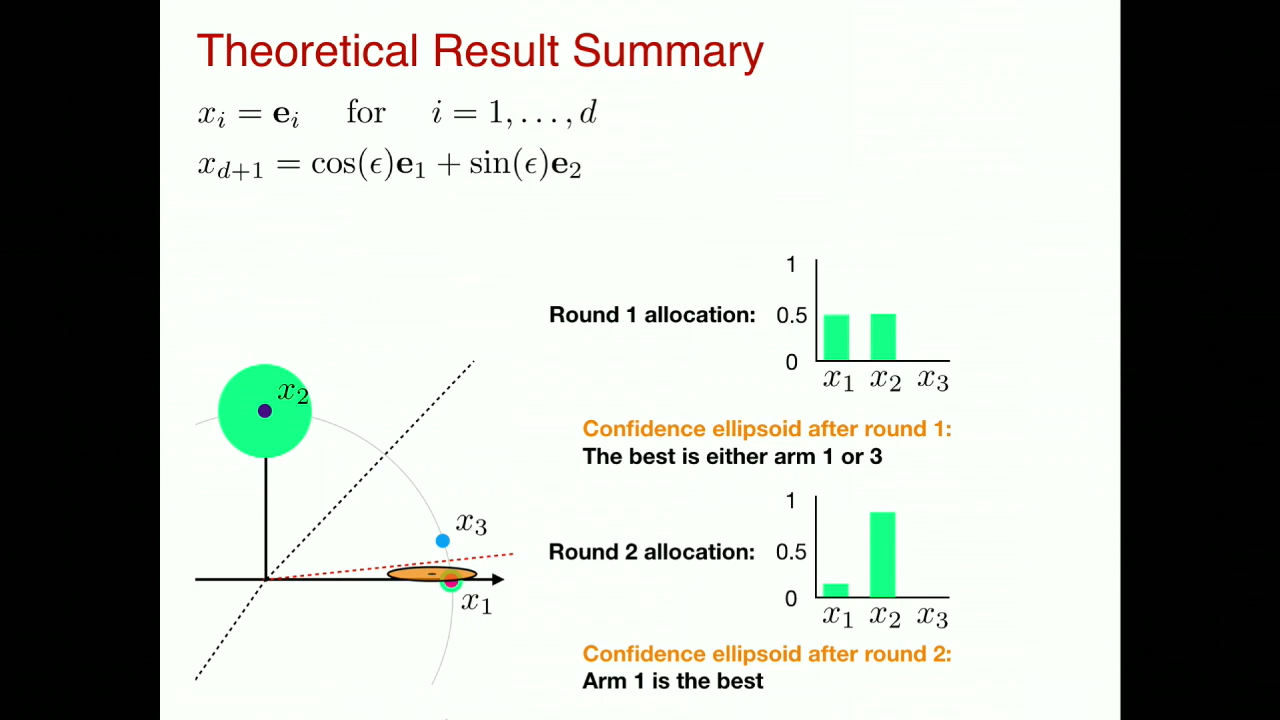 Theoretical Result Summary
x_i = e_i for i = 1, . . . , d
x_{d+1} = cos(ϵ)e_1 + sin(ϵ)e_2
x_2
x_3
x_1
Round 1 allocation:
1
0.5
0
x_1 x_2 x_3
Confidence ellipsoid after round 1:
The best is either arm 1 or 3
Round 2 allocation:
1
0.5
0
x_1 x_2 x_3
Confidence ellipsoid after round 2:
Arm 1 is the best